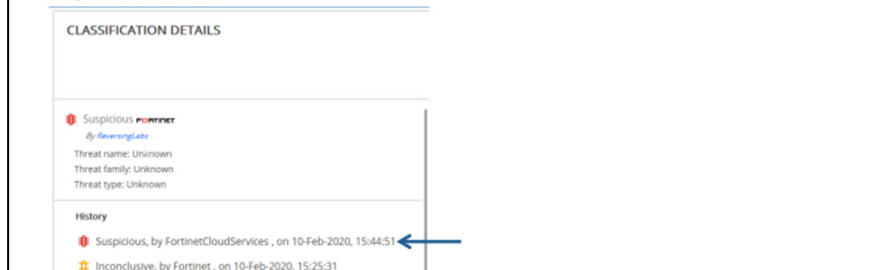 CLASSIFICATION DETAILS
Suspicious FORTINET
By ReversingLabs
Threat name: Unknown
Threat family: Unknown
Threat type: Unknown
History
Suspicious, by FortinetCloudServices , on 10-Feb-2020, 15:44:51
Inconclusive, by Fortinet , on 10-Feb-2020, 15:25:31